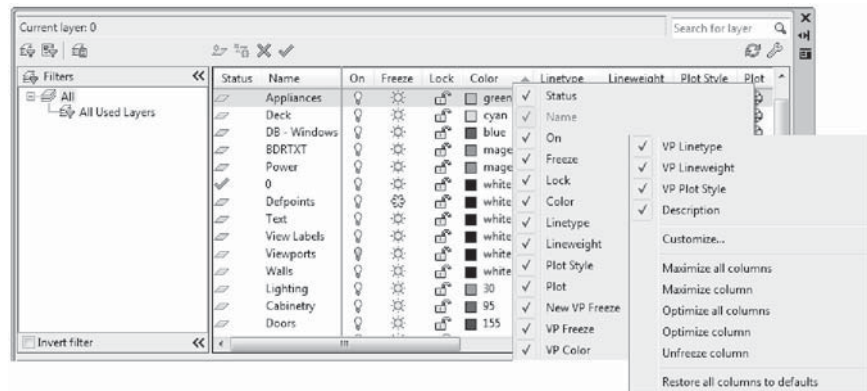 Current layer: 0
Search for layer
Filters
All
All Used Layers
Invert filter
Status Name On Freeze Lock Color Linetype Lineweight Plot Style Plot
Appliances green
Deck cyan
DB - Windows blue
BDRTXT mage
Power mage
0 white
Defpoints white
Text white
View Labels white
Viewports white
Walls white
Lighting 30
Cabinetry 95
Doors 155
Status
Name
On
Freeze
Lock
Color
Linetype
Lineweight
Plot Style
Plot
New VP Freeze
VP Freeze
VP Color
VP Linetype
VP Lineweight
VP Plot Style
Description
Customize...
Maximize all columns
Maximize column
Optimize all columns
Optimize column
Unfreeze column
Restore all columns to defaults